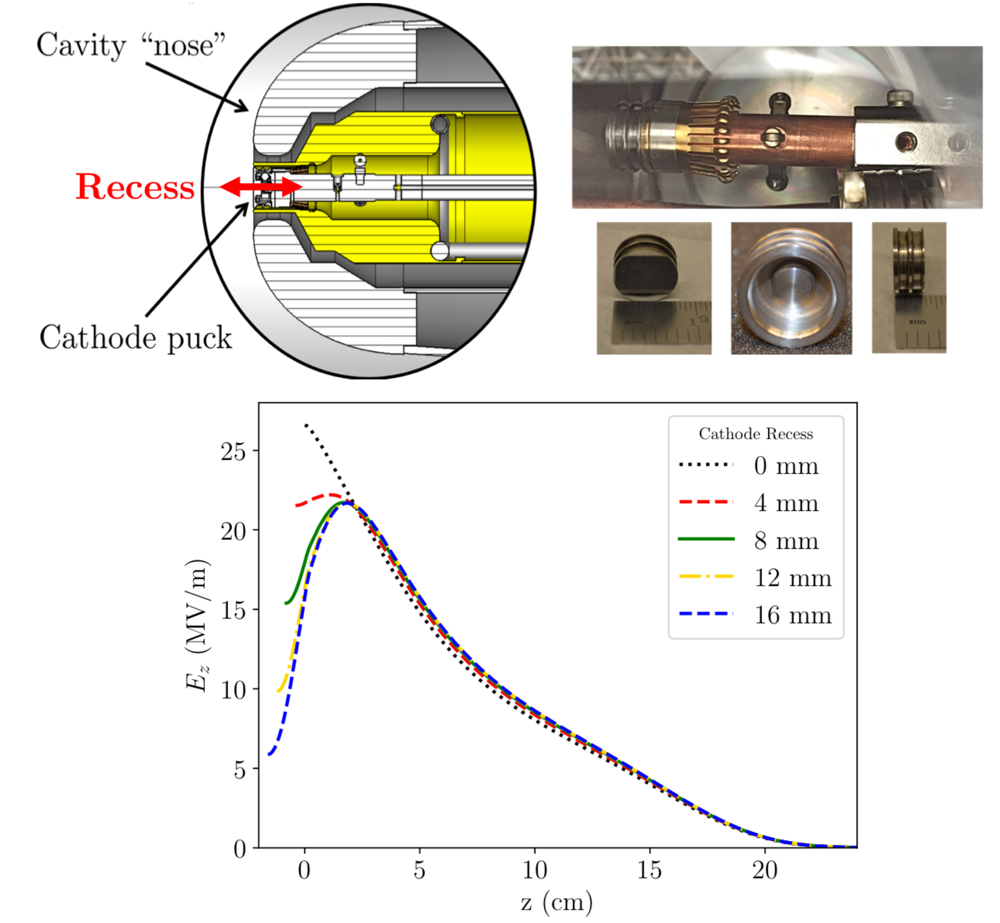 Cavity “nose”
Recess
Cathode puck
BTHS
Cathode Recess
0 mm
4 mm
8 mm
12 mm
16 mm
E_z (MV/m)
25
20
15
10
5
0
0
5
10
15
20
z (cm)